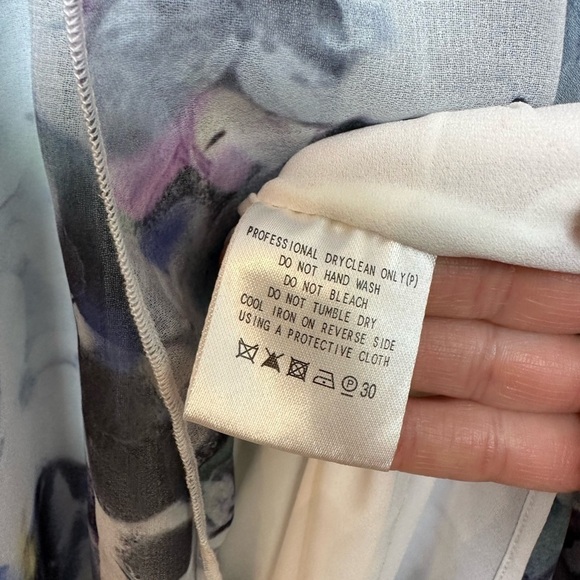 PROFESSIONAL DRYCLEAN ONLY(P)
DO NOT HAND WASH
DO NOT BLEACH
DO NOT TUMBLE DRY
COOL IRON ON REVERSE SIDE
USING A PROTECTIVE CLOTH
P 30